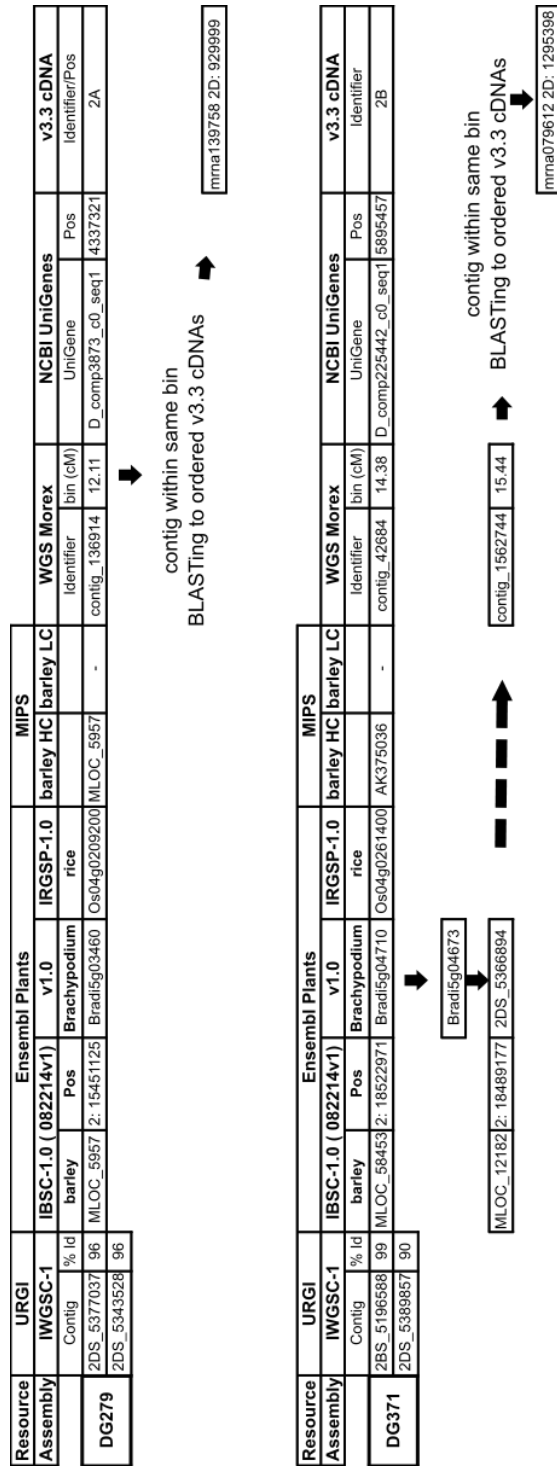 Resource URGI Ensembl Plants MIPS WGS Morex NCBI UniGenes v3.3 cDNA
Assembly IWGSC-1 IBSC-1.0 ( 082214v1) v1.0 IRGSP-1.0 barley HC barley LC
Contig % Id barley Pos Brachypodium rice Identifier bin (cM) UniGene Pos Identifier/Pos
DG279 2DS_5377037 96 MLOC_5957 2: 15451125 Bradi5g03460 Os04g0209200 MLOC_5957 - contig_136914 12.11 D_comp3873_c0_seq1 4337321 2A
2DS_5343528 96
contig within same bin
BLASTing to ordered v3.3 cDNAs
mrna139758 2D: 929999
Resource URGI Ensembl Plants MIPS WGS Morex NCBI UniGenes v3.3 cDNA
Assembly IWGSC-1 IBSC-1.0 ( 082214v1) v1.0 IRGSP-1.0 barley HC barley LC
Contig % Id barley Pos Brachypodium rice Identifier bin (cM) UniGene Pos Identifier
DG371 2BS_5196588 99 MLOC_58453 2: 18522971 Bradi5g04710 Os04g0261400 AK375036 - contig_42684 14.38 D_comp225442_c0_seq1 5895457 2B
2DS_5389857 90
Bradi5g04673
MLOC_12182 2: 18489177 2DS_5366894 contig_1562744 15.44
contig within same bin
BLASTing to ordered v3.3 cDNAs
mrna079612 2D: 1295398